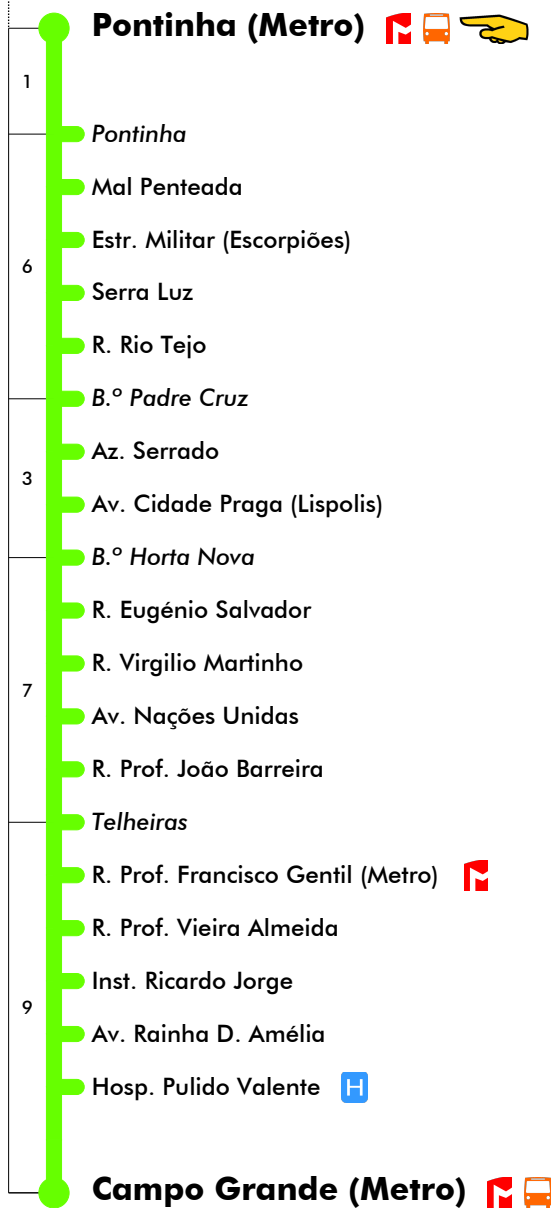 Pontinha (Metro)
1
Pontinha
Mal Penteada
Estr. Militar (Escorpiões)
6
Serra Luz
R. Rio Tejo
B.º Padre Cruz
Az. Serrado
3
Av. Cidade Praga (Lispolis)
B.º Horta Nova
R. Eugénio Salvador
R. Virgilio Martinho
7
Av. Nações Unidas
R. Prof. João Barreira
Telheiras
R. Prof. Francisco Gentil (Metro)
R. Prof. Vieira Almeida
Inst. Ricardo Jorge
9
Av. Rainha D. Amélia
Hosp. Pulido Valente H
Campo Grande (Metro)